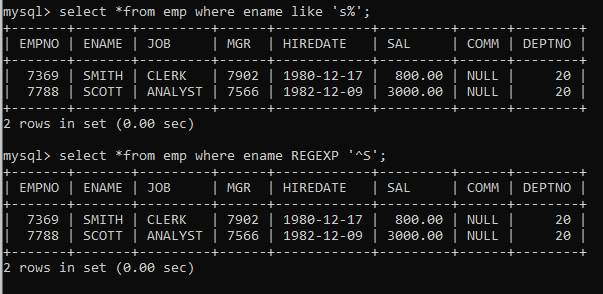 mysql> select *from emp where ename like 's%';
+-------+-------+---------+------+------------+---------+------+--------+
| EMPNO | ENAME | JOB     | MGR  | HIREDATE   | SAL     | COMM | DEPTNO |
+-------+-------+---------+------+------------+---------+------+--------+
|  7369 | SMITH | CLERK   | 7902 | 1980-12-17 |  800.00 | NULL |     20 |
|  7788 | SCOTT | ANALYST | 7566 | 1982-12-09 | 3000.00 | NULL |     20 |
+-------+-------+---------+------+------------+---------+------+--------+
2 rows in set (0.00 sec)
mysql> select *from emp where ename REGEXP '^S';
+-------+-------+---------+------+------------+---------+------+--------+
| EMPNO | ENAME | JOB     | MGR  | HIREDATE   | SAL     | COMM | DEPTNO |
+-------+-------+---------+------+------------+---------+------+--------+
|  7369 | SMITH | CLERK   | 7902 | 1980-12-17 |  800.00 | NULL |     20 |
|  7788 | SCOTT | ANALYST | 7566 | 1982-12-09 | 3000.00 | NULL |     20 |
+-------+-------+---------+------+------------+---------+------+--------+
2 rows in set (0.00 sec)